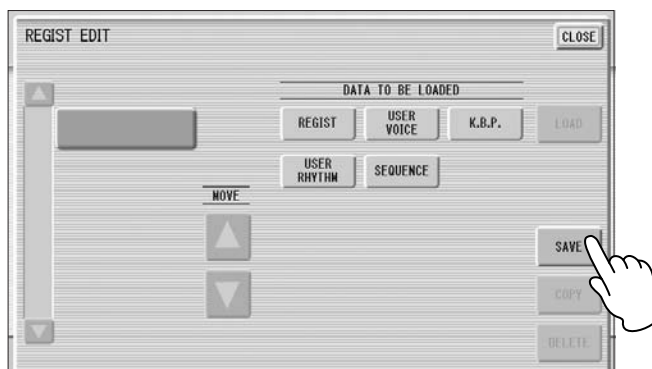 REGIST EDIT
CLOSE
DATA TO BE LOADED
REGIST
USER
VOICE
K.B.P.
LOAD
USER
RHYTHM
SEQUENCE
MOVE
SAVE
COPY
DELETE